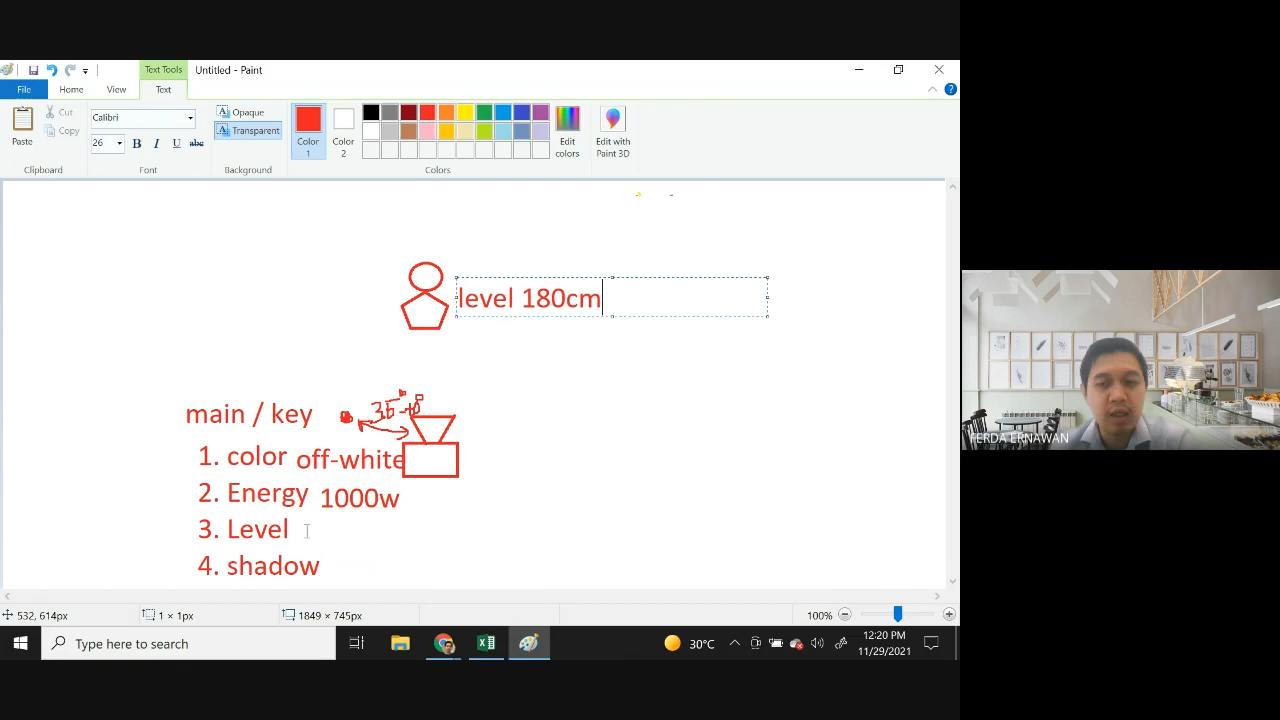 Text Tools
Untitled - Paint
File
Home
View
Text
Paste
Cut
Copy
Clipboard
Calibri
26
B I U abc
Font
Opaque
Transparent
Background
Color 1
Color 2
Edit colors
Edit with Paint 3D
Colors
level 180cm
main / key
1. color off-white
2. Energy 1000w
3. Level
4. shadow
FERDA ERNAWAN
532, 614px
1 × 1px
1849 × 745px
100%
Type here to search
30°C
12:20 PM
11/29/2021